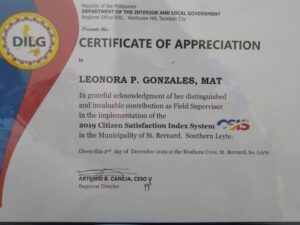 Republic of the Philippines
DEPARTMENT OF THE INTERIOR AND LOCAL GOVERNMENT
Regional Office VIII, Kanhuraw Hill, Tacloban City
DILG
Presents this
CERTIFICATE OF APPRECIATION
to
LEONORA P. GONZALES, MAT
In grateful acknowledgment of her distinguished
and invaluable contribution as Field Supervisor
in the implementation of the
2019 Citizen Satisfaction Index System CSIS
in the Municipality of St. Bernard, Southern Leyte.
Given this 2nd day of December 2019 at the Kissbone Cove, St. Bernard, So. Leyte.
ARTEMIO B. CANEJA, CESO V
Regional Director